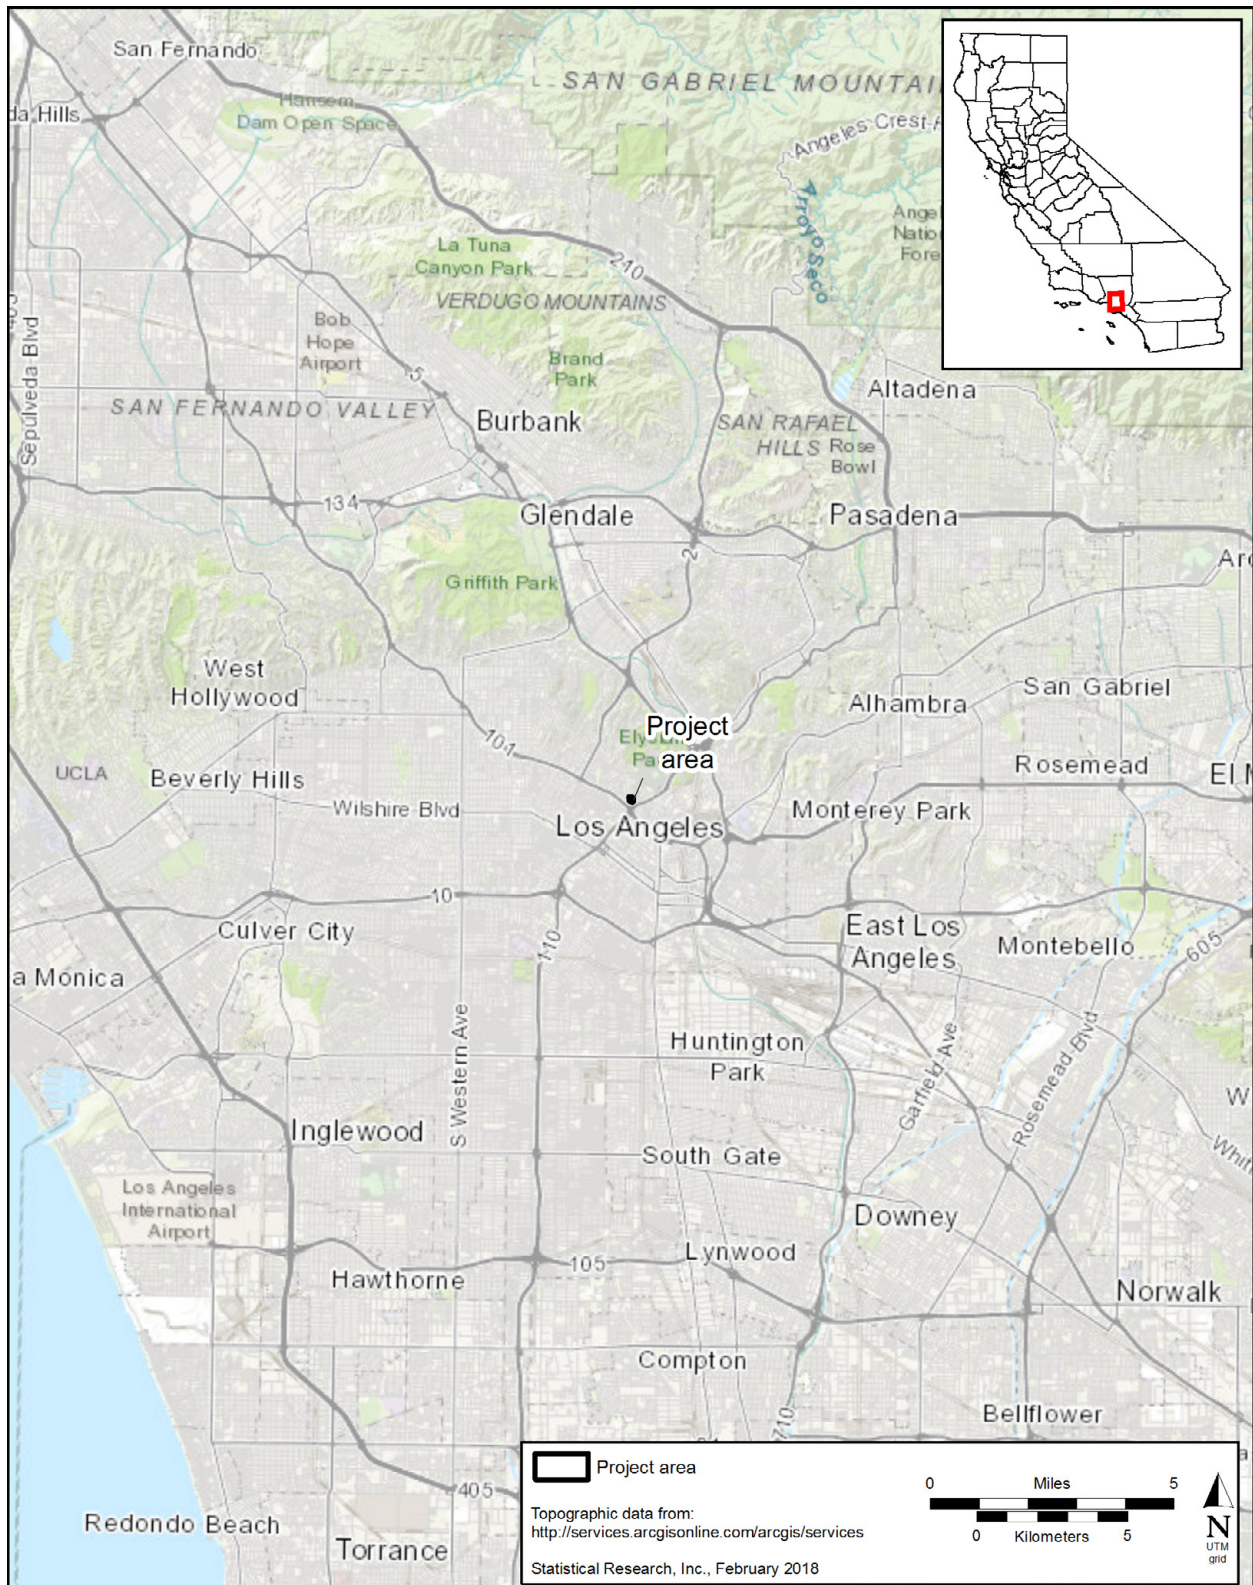 San Fernando
SAN GABRIEL MOUNTAI
Hansem
Dam Open Space
da Hills
Angeles-Crest-H
Arroyo Seco
Angel
Nation
Fore
La Tuna
Canyon Park
210
VERDUGO MOUNTAINS
Bob
Hope
Airport
Sepulveda Blvd
Brand
Park
5
Altadena
SAN FERNANDO VALLEY
Burbank
SAN RAFAEL
HILLS
Rose
Bowl
134
Glendale
Pasadena
2
Arc
Griffith Park
West
Hollywood
San Gabriel
Alhambra
Project
area
101
UCLA
Beverly Hills
Rosemead
El M
Wilshire Blvd
Monterey Park
Los Angeles
10
Culver City
110
East Los
Angeles
Montebello
605
a Monica
S Western Ave
Huntington
Park
Garfield Ave
Rosemead Blvd
W
Inglewood
Whitt
South Gate
Los Angeles
International
Airport
Downey
Lynwood
105
Hawthorne
Norwalk
Compton
Bellflower
710
405
Redondo Beach
Torrance
Project area
Topographic data from:
http://services.arcgisonline.com/arcgis/services
Statistical Research, Inc., February 2018
0 Miles 5
0 Kilometers 5
N
UTM
grid